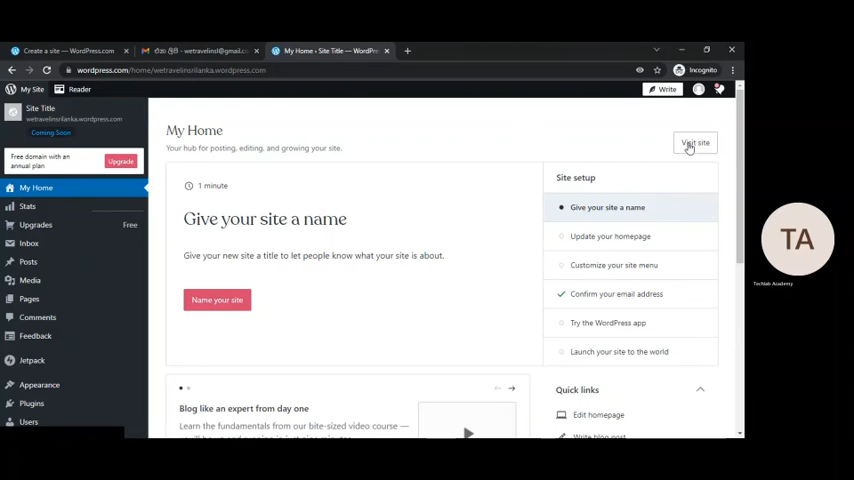 Create a site — WordPress.com
wetravelinsl@gmail.c
My Home ‹ Site Title — WordPre
Incognito
wordpress.com/home/wetravelinsrilanka.wordpress.com
My Site
Reader
Write
Site Title
wetravelinsrilanka.wordpress.com
Coming Soon
Free domain with an
annual plan
Upgrade
My Home
Stats
Upgrades
Free
Inbox
Posts
Media
Pages
Comments
Feedback
Jetpack
Appearance
Plugins
Users
My Home
Your hub for posting, editing, and growing your site.
Visit site
1 minute
Give your site a name
Give your new site a title to let people know what your site is about.
Name your site
Site setup
Give your site a name
Update your homepage
Customize your site menu
Confirm your email address
Try the WordPress app
Launch your site to the world
Blog like an expert from day one
Learn the fundamentals from our bite-sized video course —
Quick links
Edit homepage
Write blog post
TA
Techlab Academy